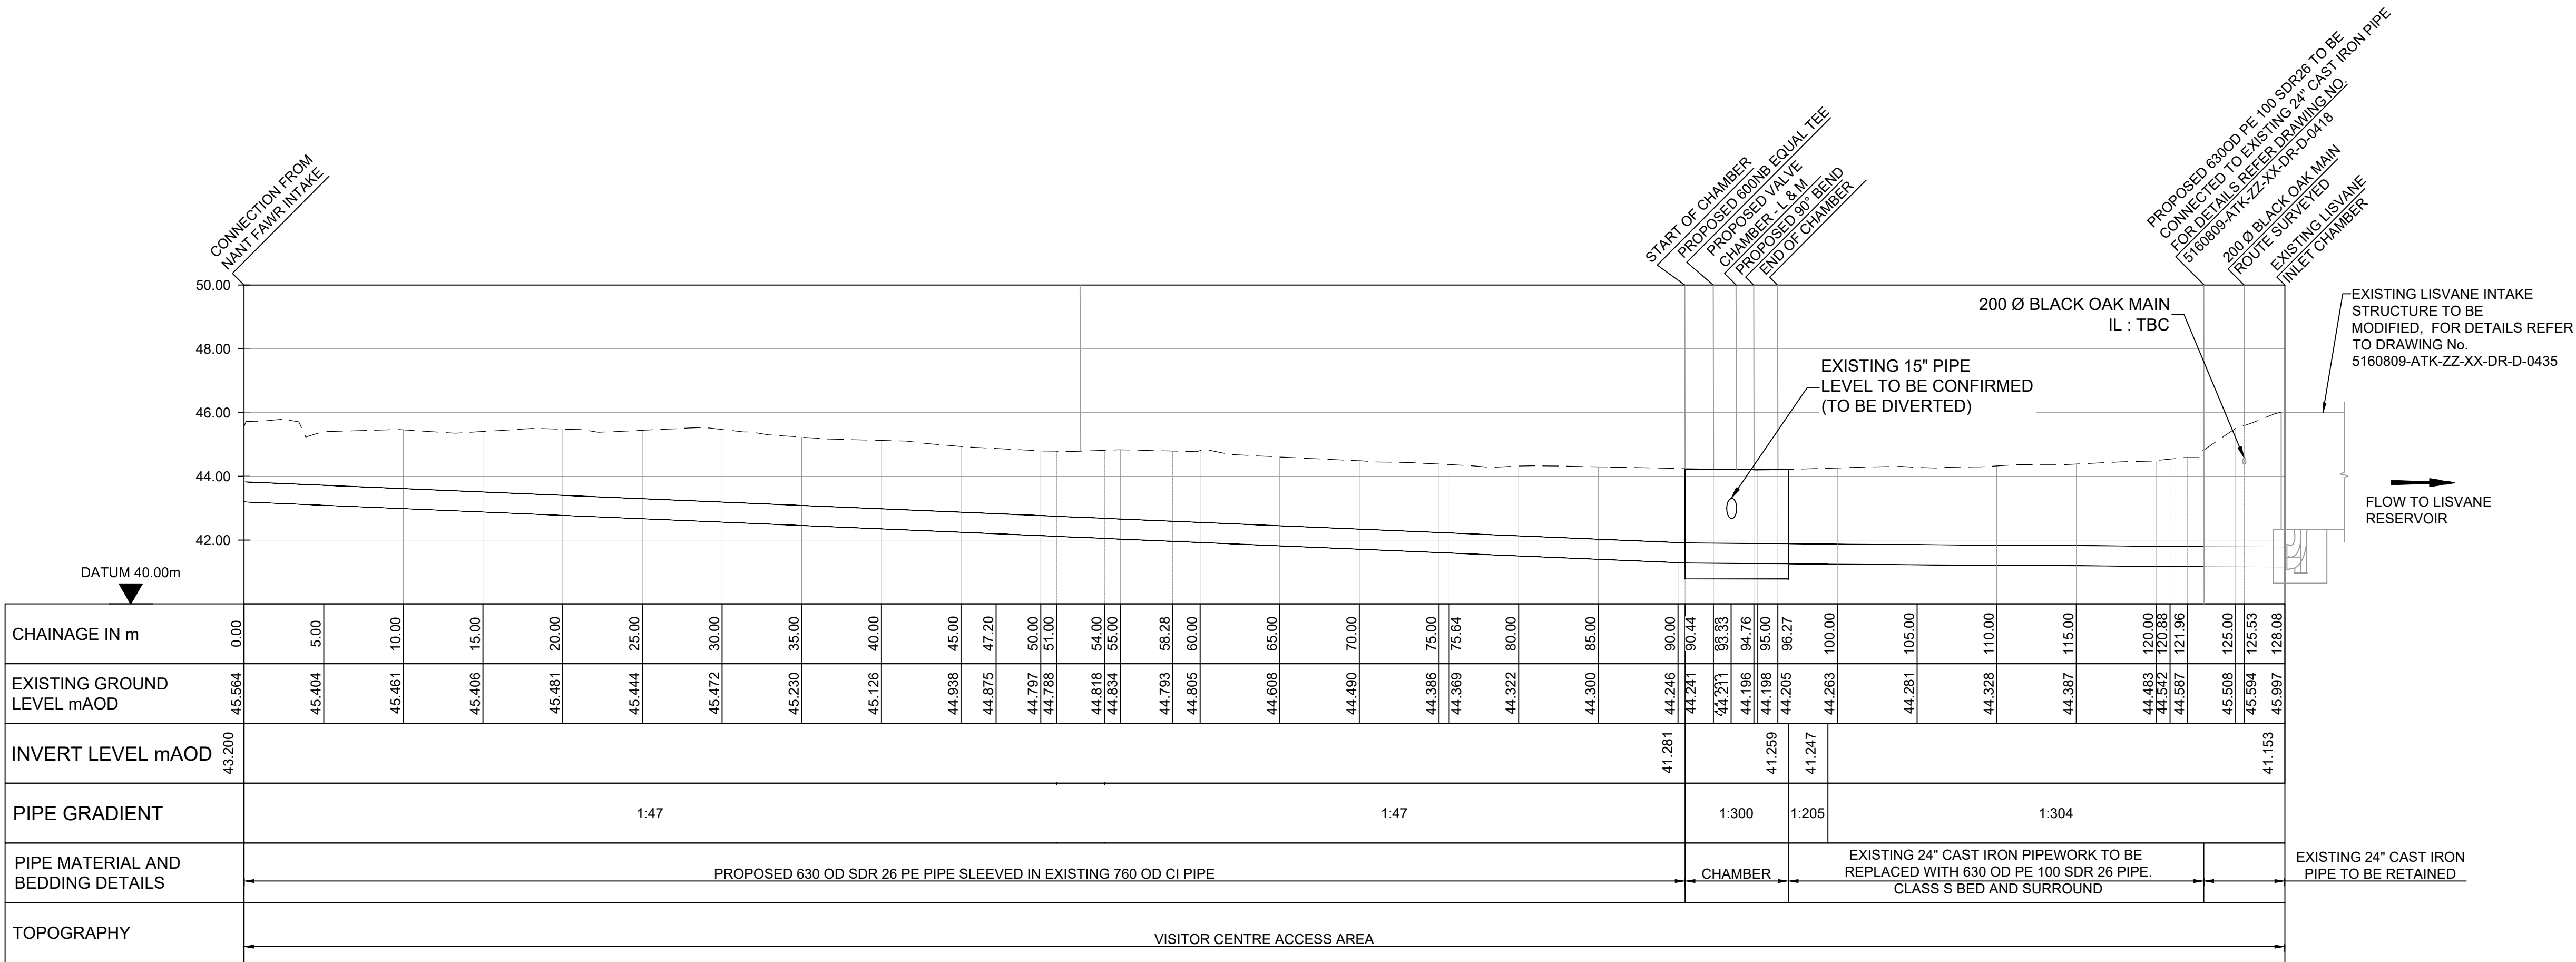 CONNECTION FROM
NANT FAWR INTAKE
START OF CHAMBER
PROPOSED 600NB EQUAL TEE
PROPOSED VALVE
CHAMBER - L & M
PROPOSED 90° BEND
END OF CHAMBER
PROPOSED 630OD PE 100 SDR26 TO BE
CONNECTED TO EXISTING 24" CAST IRON PIPE
FOR DETAILS REFER DRAWING NO.
5160809-ATK-ZZ-XX-DR-D-0418
200 Ø BLACK OAK MAIN
ROUTE SURVEYED
EXISTING LISVANE
INLET CHAMBER
50.00
48.00
46.00
44.00
42.00
DATUM 40.00m
200 Ø BLACK OAK MAIN
IL : TBC
EXISTING 15" PIPE
LEVEL TO BE CONFIRMED
(TO BE DIVERTED)
EXISTING LISVANE INTAKE
STRUCTURE TO BE
MODIFIED, FOR DETAILS REFER
TO DRAWING No.
5160809-ATK-ZZ-XX-DR-D-0435
FLOW TO LISVANE
RESERVOIR
CHAINAGE IN m
0.00 5.00 10.00 15.00 20.00 25.00 30.00 35.00 40.00 45.00 47.20 50.00 51.00 54.00 55.00 58.28 60.00 65.00 70.00 75.00 75.64 80.00 85.00 90.00 90.44 93.33 94.76 95.00 96.27 100.00 105.00 110.00 115.00 120.00 120.88 121.96 125.00 125.53 128.08
EXISTING GROUND
LEVEL mAOD
45.564 45.404 45.461 45.406 45.481 45.444 45.472 45.230 45.126 44.938 44.875 44.797 44.788 44.818 44.834 44.793 44.805 44.608 44.490 44.386 44.369 44.322 44.300 44.246 44.241 44.211 44.196 44.198 44.205 44.263 44.281 44.328 44.387 44.483 44.542 44.587 45.508 45.594 45.997
INVERT LEVEL mAOD
43.200 41.281 41.259 41.247 41.153
PIPE GRADIENT
1:47 1:47 1:300 1:205 1:304
PIPE MATERIAL AND
BEDDING DETAILS
PROPOSED 630 OD SDR 26 PE PIPE SLEEVED IN EXISTING 760 OD CI PIPE
CHAMBER
EXISTING 24" CAST IRON PIPEWORK TO BE
REPLACED WITH 630 OD PE 100 SDR 26 PIPE.
CLASS S BED AND SURROUND
EXISTING 24" CAST IRON
PIPE TO BE RETAINED
TOPOGRAPHY
VISITOR CENTRE ACCESS AREA